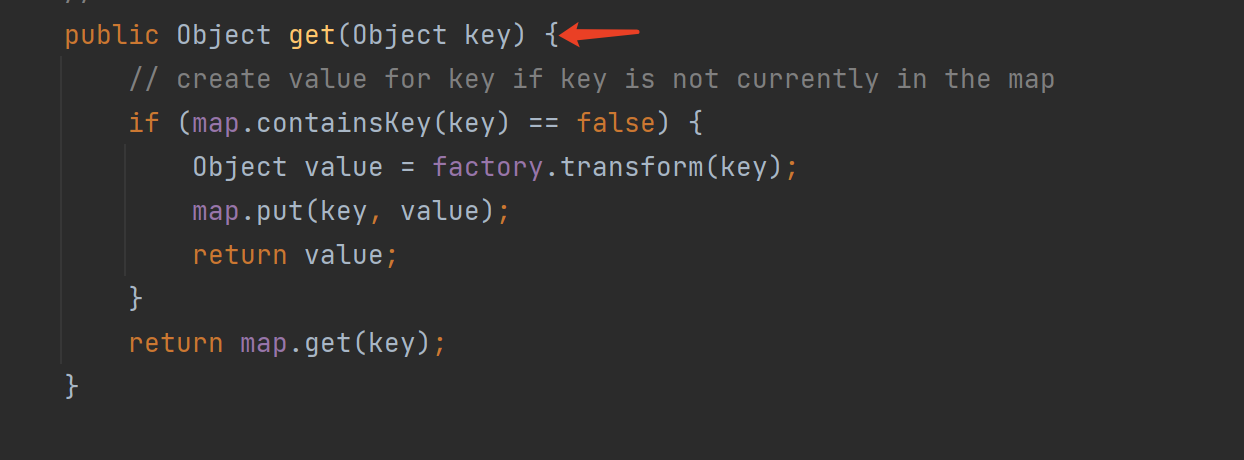 //
public Object get(Object key) {
// create value for key if key is not currently in the map
if (map.containsKey(key) == false) {
Object value = factory.transform(key);
map.put(key, value);
return value;
}
return map.get(key);
}